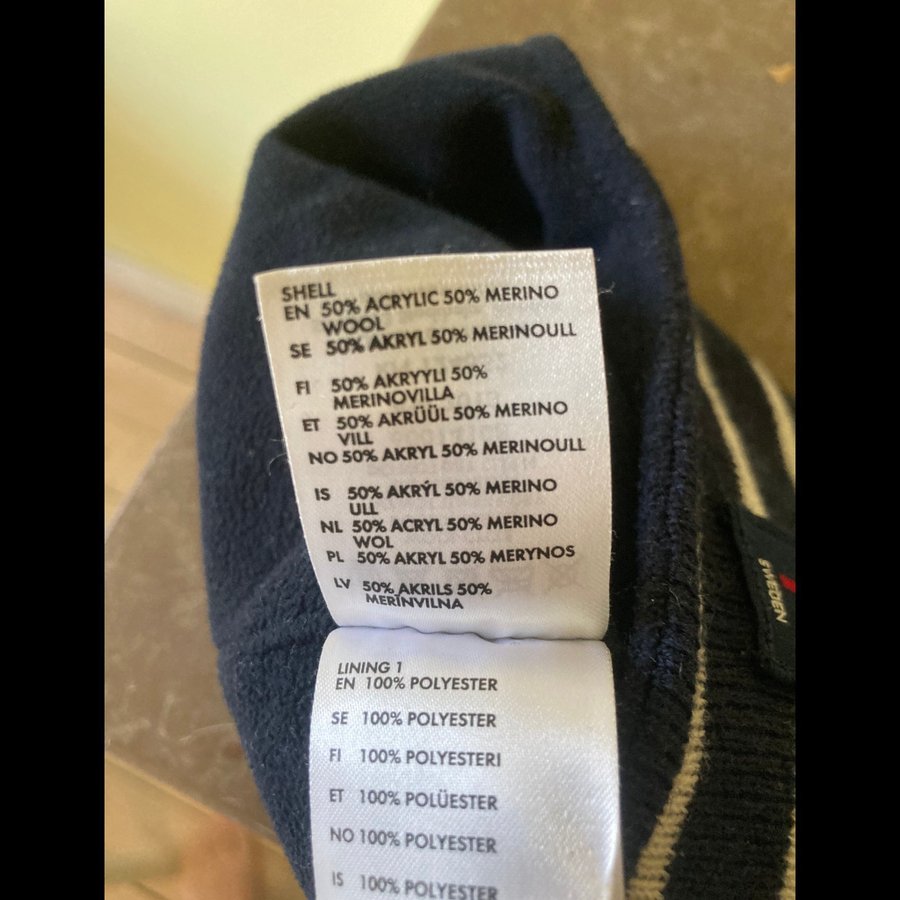 SHELL
EN 50% ACRYLIC 50% MERINO
WOOL
SE 50% AKRYL 50% MERINOULL
FI 50% AKRYYLI 50%
MERINOVILLA
ET 50% AKRÜÜL 50% MERINO
VILL
NO 50% AKRYL 50% MERINOULL
IS 50% AKRÝL 50% MERINO
ULL
NL 50% ACRYL 50% MERINO
WOL
PL 50% AKRYL 50% MERYNOS
LV 50% AKRILS 50%
MERĪNVILNA
LINING 1
EN 100% POLYESTER
SE 100% POLYESTER
FI 100% POLYESTERI
ET 100% POLÜESTER
NO 100% POLYESTER
IS 100% POLYESTER
SWEDEN